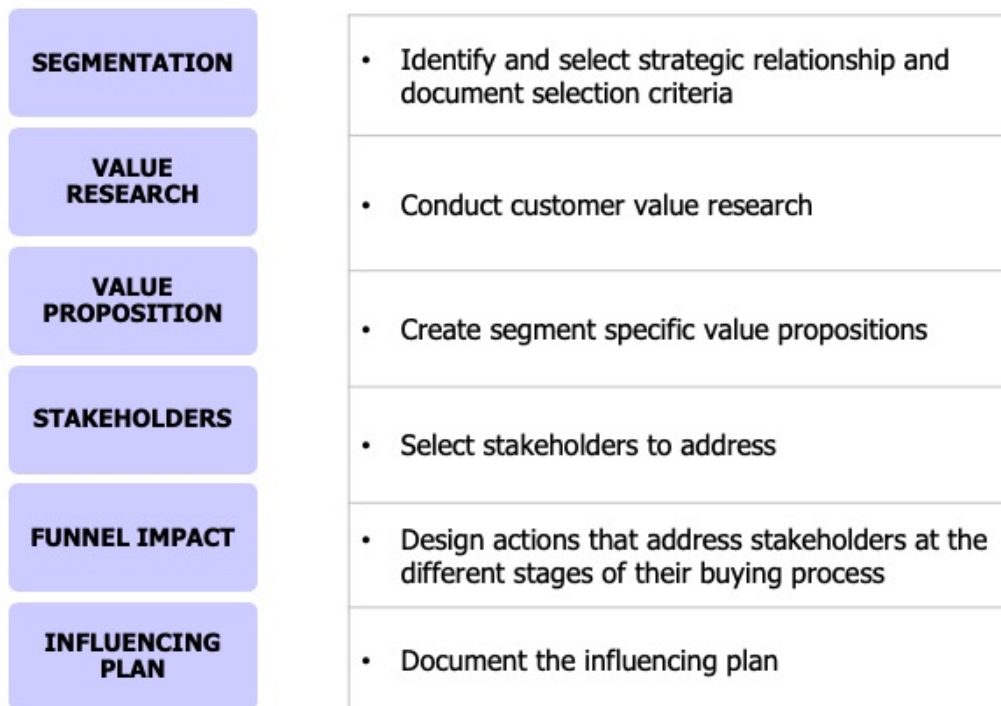 SEGMENTATION
• Identify and select strategic relationship and
document selection criteria
VALUE
RESEARCH
• Conduct customer value research
VALUE
PROPOSITION
• Create segment specific value propositions
STAKEHOLDERS
• Select stakeholders to address
FUNNEL IMPACT
• Design actions that address stakeholders at the
different stages of their buying process
INFLUENCING
PLAN
• Document the influencing plan